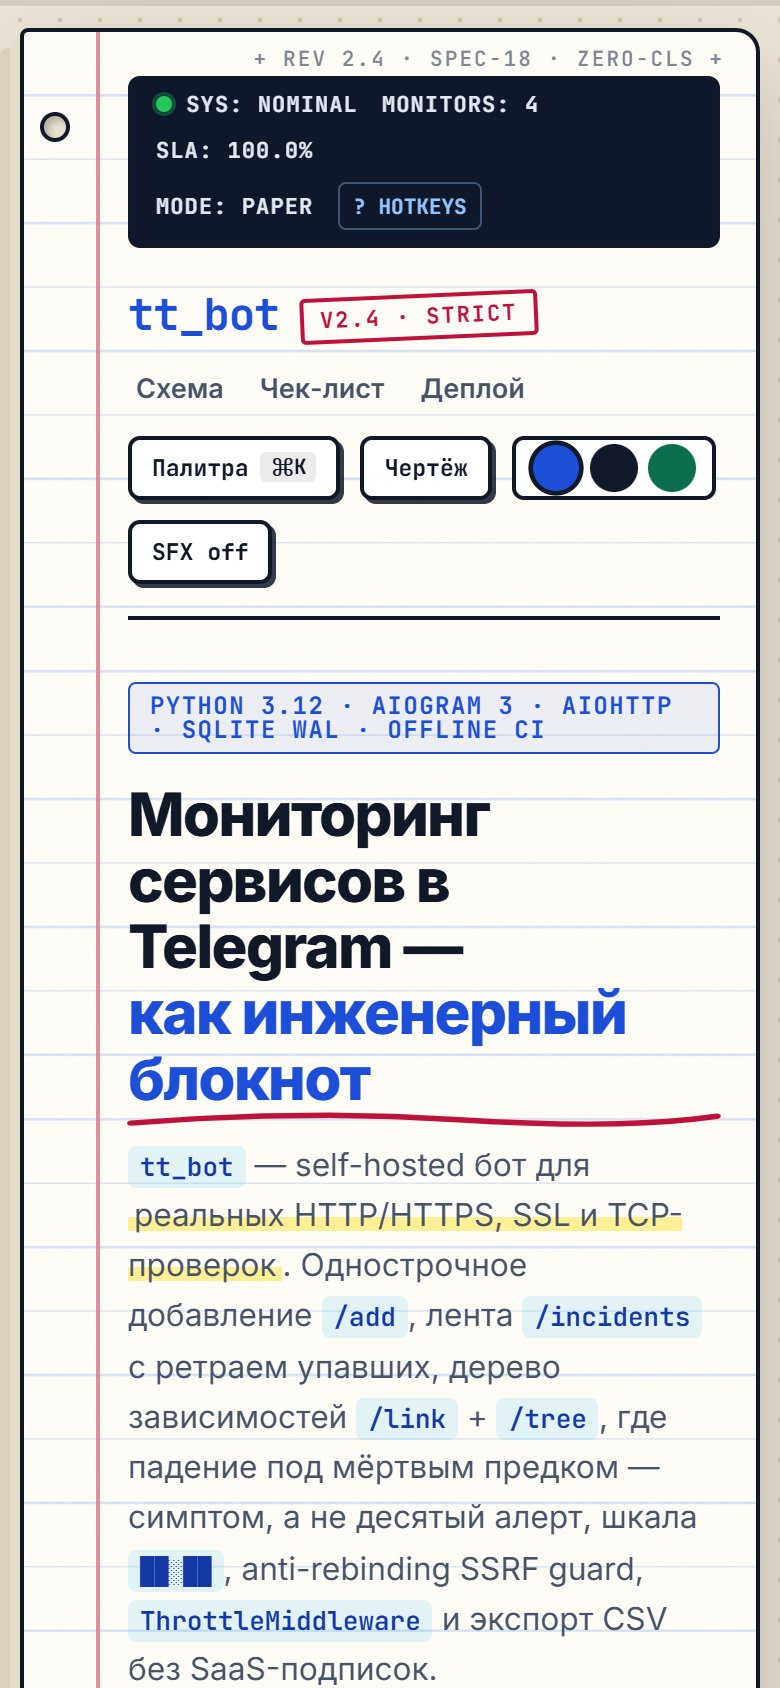 + REV 2.4 · SPEC-18 · ZERO-CLS +
SYS: NOMINAL MONITORS: 4
SLA: 100.0%
MODE: PAPER ? HOTKEYS
tt_bot V2.4 · STRICT
Схема Чек-лист Деплой
Палитра ⌘K Чертёж
SFX off
PYTHON 3.12 · AIOGRAM 3 · AIOHTTP
· SQLITE WAL · OFFLINE CI
Мониторинг
сервисов в
Telegram —
как инженерный
блокнот
tt_bot — self-hosted бот для
реальных HTTP/HTTPS, SSL и TCP-
проверок. Однострочное
добавление /add, лента /incidents
с ретраем упавших, дерево
зависимостей /link + /tree, где
падение под мёртвым предком —
симптом, а не десятый алерт, шкала
██░██, anti-rebinding SSRF guard,
ThrottleMiddleware и экспорт CSV
без SaaS-подписок.